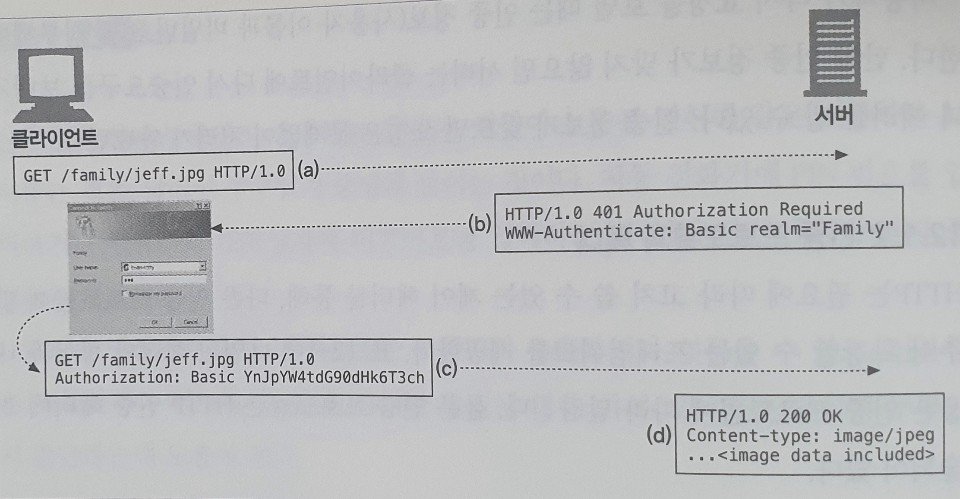 클라이언트
서버
GET /family/jeff.jpg HTTP/1.0
(a)
(b)
HTTP/1.0 401 Authorization Required
WWW-Authenticate: Basic realm="Family"
GET /family/jeff.jpg HTTP/1.0
Authorization: Basic YnJpYW4tdG90dHk6T3ch
(c)
(d)
HTTP/1.0 200 OK
Content-type: image/jpeg
...<image data included>